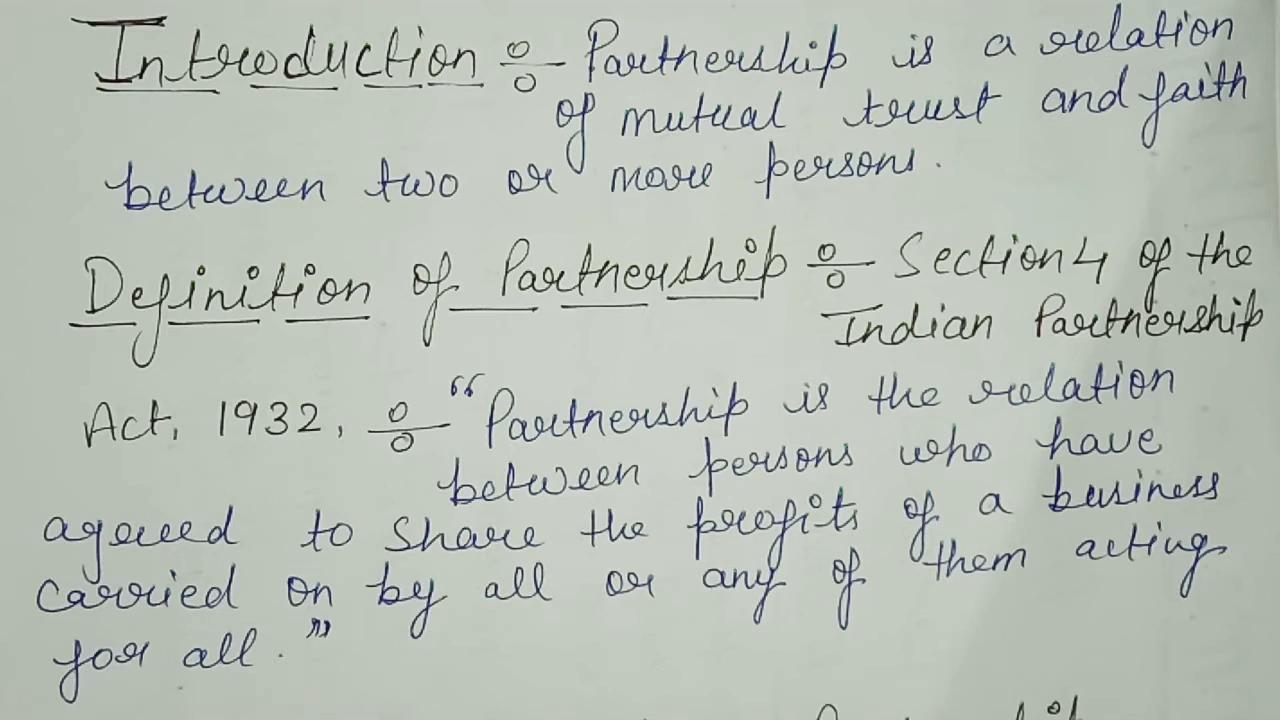 Introduction :- Partnership is a relation
of mutual trust and faith
between two or more persons.
Definition of Partnership :- Section 4 of the
Indian Partnership
Act, 1932, :- "Partnership is the relation
between persons who have
agreed to share the profits of a business
carried on by all or any of them acting
for all."